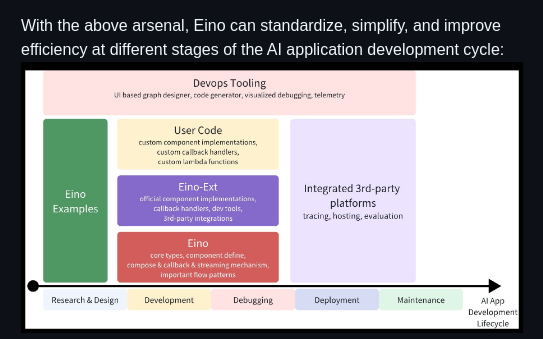 With the above arsenal, Eino can standardize, simplify, and improve
efficiency at different stages of the AI application development cycle:
Devops Tooling
UI based graph designer, code generator, visualized debugging, telemetry
Eino
Examples
User Code
custom component implementations,
custom callback handlers,
custom lambda functions
Eino-Ext
official component implementations,
callback handlers, dev tools,
3rd-party integrations
Eino
core types, component define,
compose & callback & streaming mechanism,
important flow patterns
Integrated 3rd-party
platforms
tracing, hosting, evaluation
Research & Design
Development
Debugging
Deployment
Maintenance
AI App
Development
Lifecycle